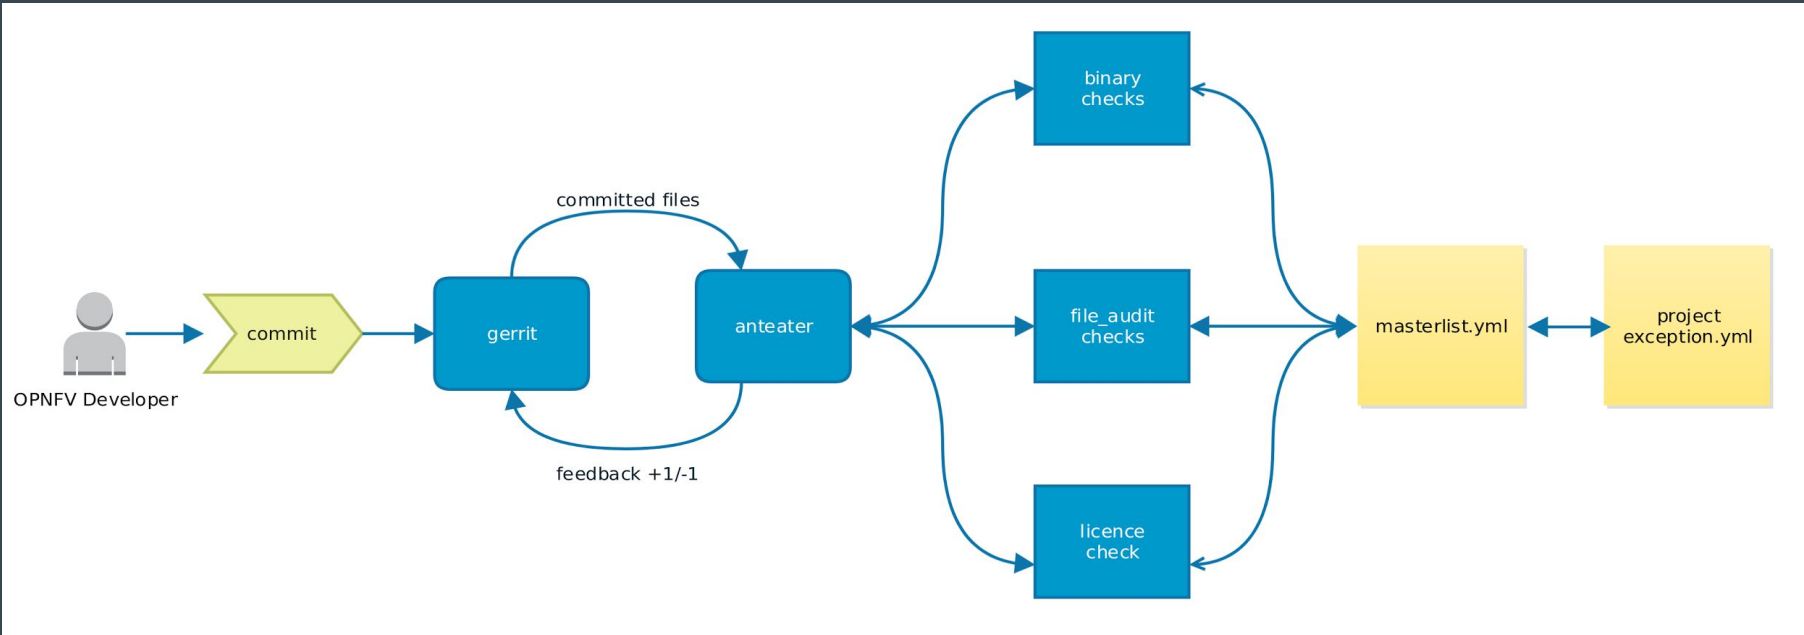 OPNFV Developer
commit
gerrit
committed files
feedback +1/-1
anteater
binary
checks
file_audit
checks
licence
check
masterlist.yml
project
exception.yml